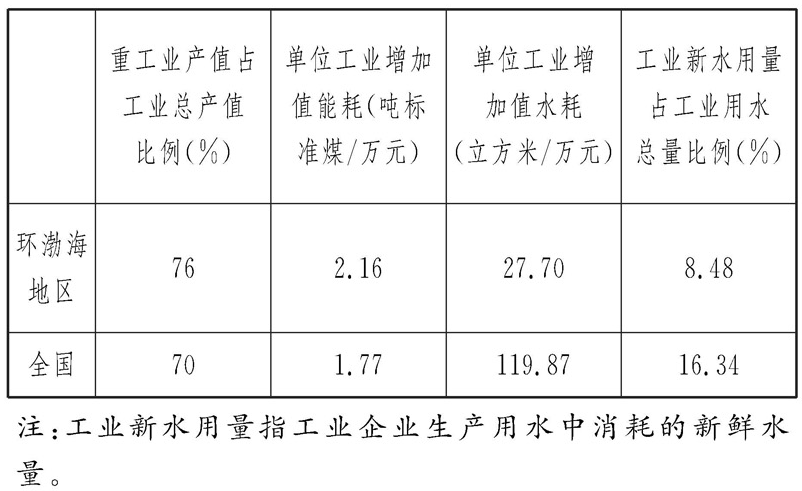 重工业产值占工业总产值比例(%) 单位工业增加值能耗(吨标准煤/万元) 单位工业增加值水耗(立方米/万元) 工业新水用量占工业用水总量比例(%)
环渤海地区 76 2.16 27.70 8.48
全国 70 1.77 119.87 16.34
注:工业新水用量指工业企业生产用水中消耗的新鲜水
量。